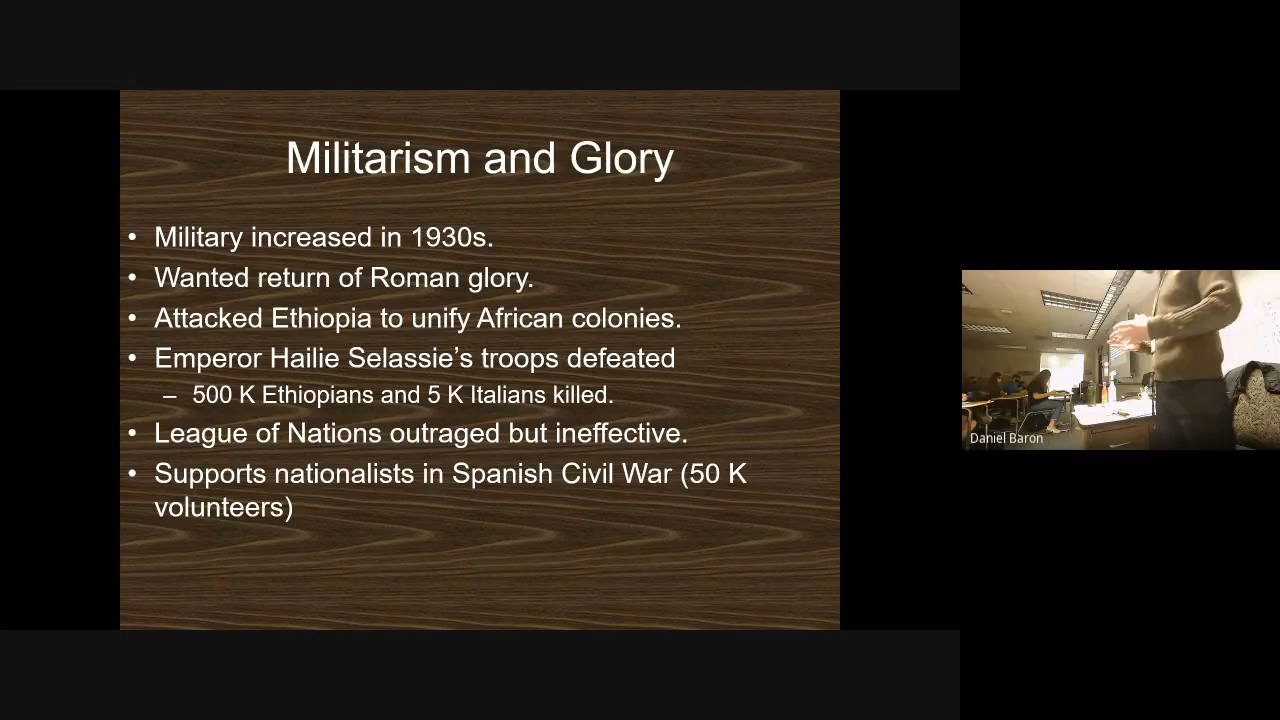 Militarism and Glory
• Military increased in 1930s.
• Wanted return of Roman glory.
• Attacked Ethiopia to unify African colonies.
• Emperor Hailie Selassie’s troops defeated
– 500 K Ethiopians and 5 K Italians killed.
• League of Nations outraged but ineffective.
• Supports nationalists in Spanish Civil War (50 K
volunteers)
Daniel Baron